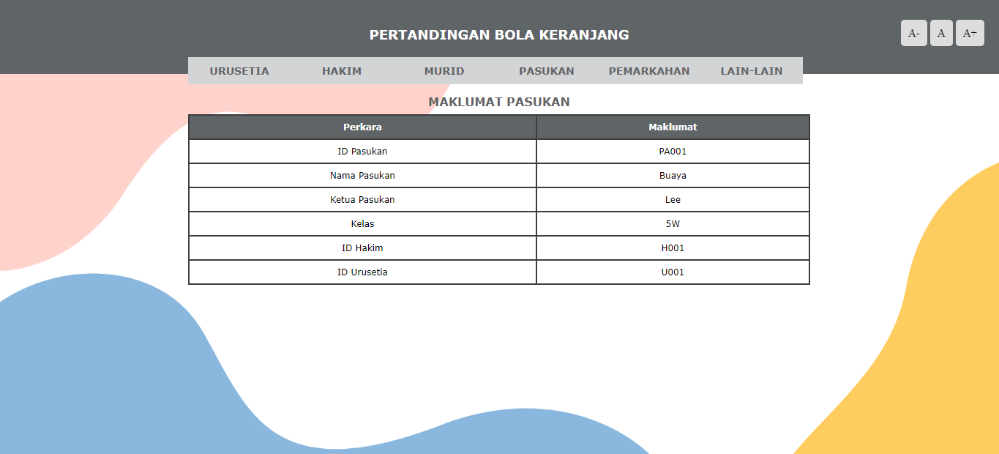 PERTANDINGAN BOLA KERANJANG
A- A A+
URUSETIA HAKIM MURID PASUKAN PEMARKAHAN LAIN-LAIN
MAKLUMAT PASUKAN
Perkara Maklumat
ID Pasukan PA001
Nama Pasukan Buaya
Ketua Pasukan Lee
Kelas 5W
ID Hakim H001
ID Urusetia U001